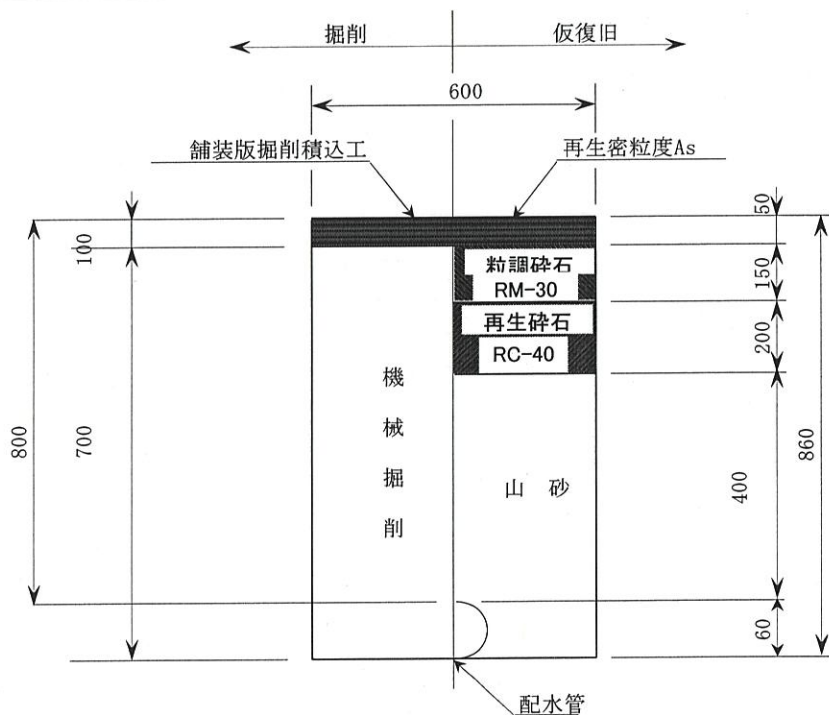 掘削
仮復旧
600
舗装版掘削積込工
再生密粒度As
50
100
粒調砕石
RM-30
150
再生砕石
RC-40
200
機械掘削
山砂
800
700
400
860
60
配水管